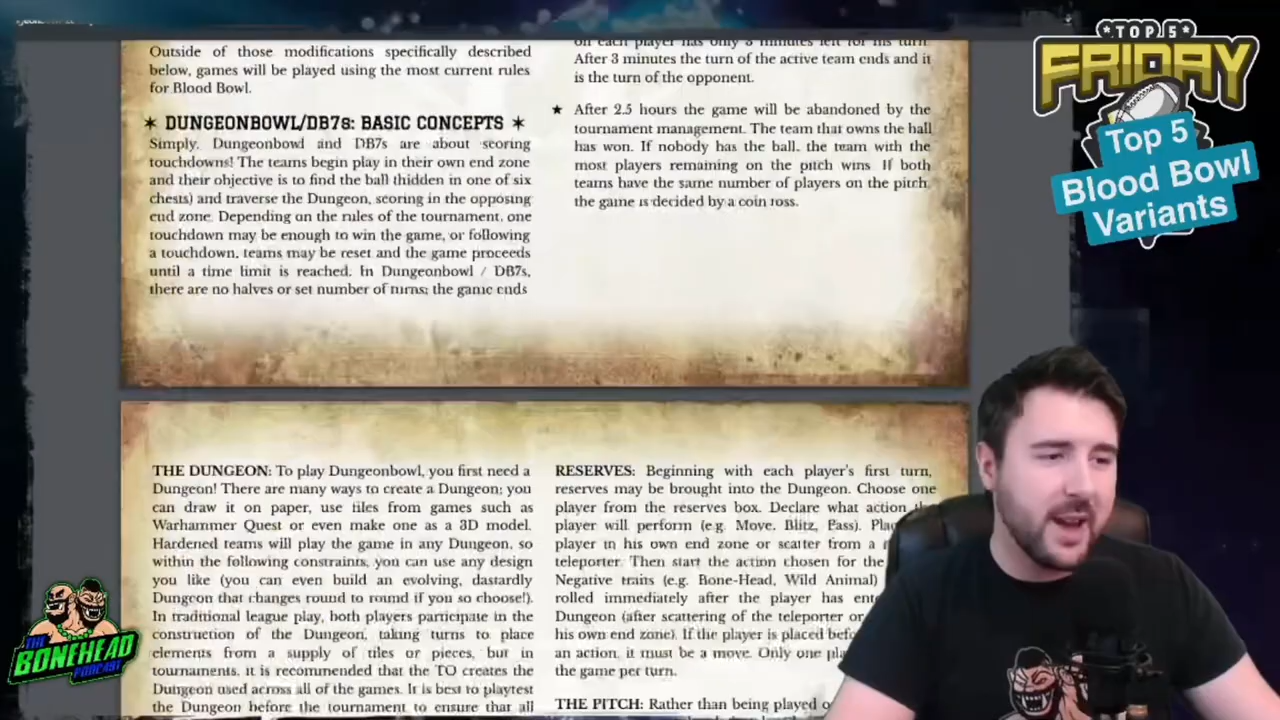 Outside of those modifications specifically described
below, games will be played using the most current rules
for Blood Bowl.
DUNGEONBOWL/DB7s: BASIC CONCEPTS
Simply, Dungeonbowl and DB7s are about scoring
touchdowns! The teams begin play in their own end zone
and their objective is to find the ball (hidden in one of six
chests) and traverse the Dungeon, scoring in the opposing
end zone. Depending on the rules of the tournament, one
touchdown may be enough to win the game, or following
a touchdown, teams may be reset and the game proceeds
until a time limit is reached. In Dungeonbowl / DB7s,
there are no halves or set number of turns; the game ends
on each player has only 3 minutes left for his turn.
After 3 minutes the turn of the active team ends and it
is the turn of the opponent.
★ After 2.5 hours the game will be abandoned by the
tournament management. The team that owns the ball
has won. If nobody has the ball, the team with the
most players remaining on the pitch wins. If both
teams have the same number of players on the pitch,
the game is decided by a coin toss.
THE DUNGEON: To play Dungeonbowl, you first need a
Dungeon! There are many ways to create a Dungeon; you
can draw it on paper, use tiles from games such as
Warhammer Quest or even make one as a 3D model.
Hardened teams will play the game in any Dungeon, so
within the following constraints, you can use any design
you like (you can even build an evolving, dastardly
Dungeon that changes round to round if you so choose!).
In traditional league play, both players participate in the
construction of the Dungeon, taking turns to place
elements from a supply of tiles or pieces, but in
tournaments, it is recommended that the TO creates the
Dungeon used across all of the games. It is best to playtest
the Dungeon before the tournament to ensure that all
RESERVES: Beginning with each player's first turn,
reserves may be brought into the Dungeon. Choose one
player from the reserves box. Declare what action
player will perform (e.g. Move, Blitz, Pass).
player in his own end zone or scatter from a
teleporter. Then start the action chosen for the
Negative traits (e.g. Bone-Head, Wild Animal)
rolled immediately after the player has
Dungeon (after scattering of the teleporter or
his own end zone). If the player is placed
an action, it must be a move. Only one
the game per turn.
THE PITCH: Rather than being played
TOP 5
FRIDAY
Top 5
Blood Bowl
Variants
THE
BONEHEAD
PODCAST